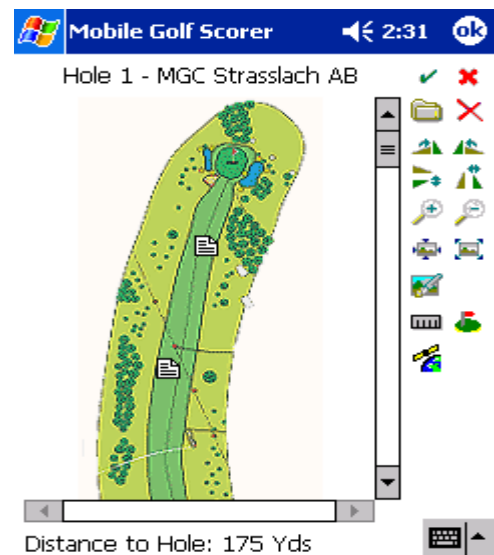 Mobile Golf Scorer 2:31 ok
Hole 1 - MGC Strasslach AB
Distance to Hole: 175 Yds